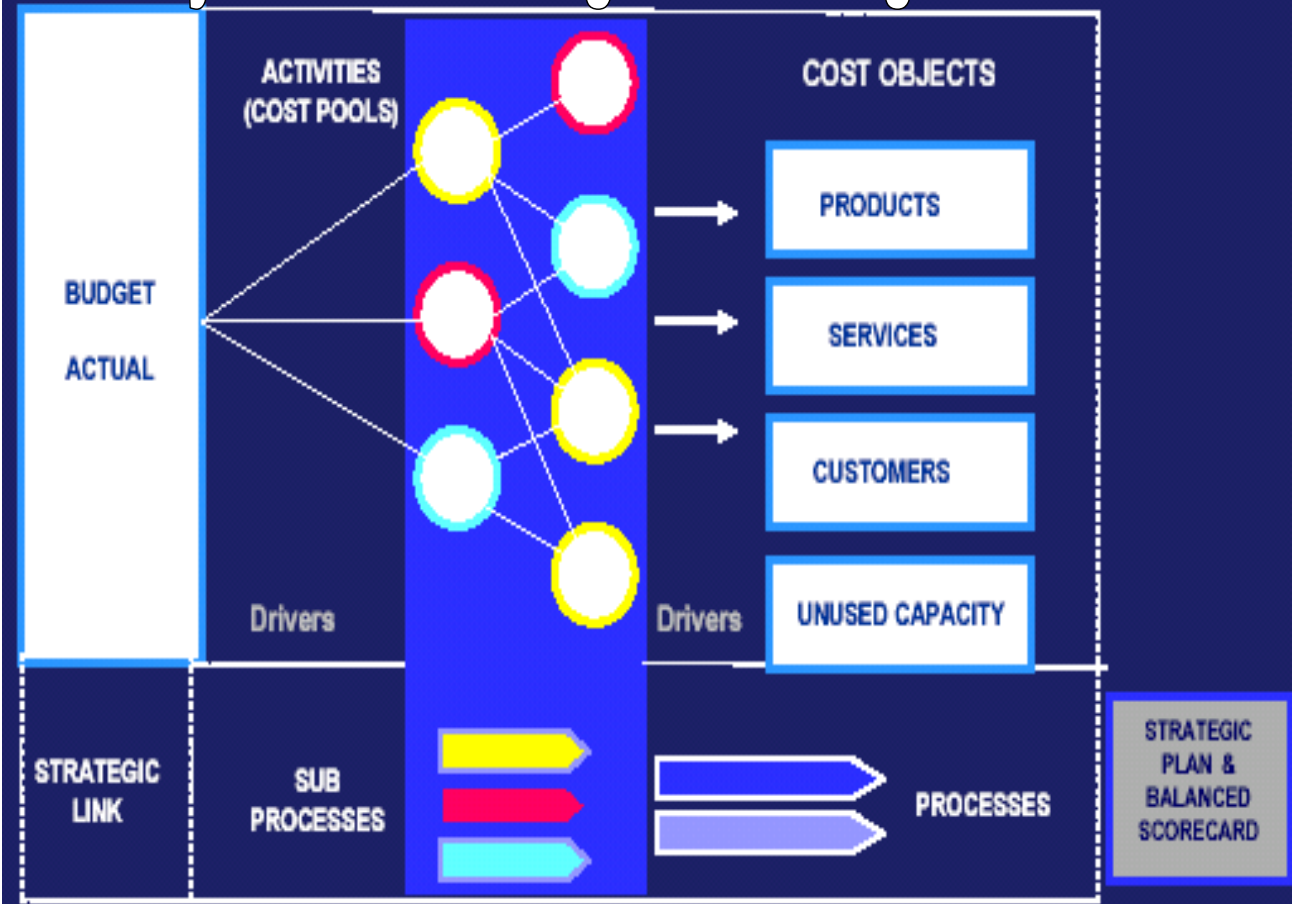 ACTIVITIES
(COST POOLS)
COST OBJECTS
PRODUCTS
BUDGET
ACTUAL
SERVICES
CUSTOMERS
Drivers
Drivers
UNUSED CAPACITY
STRATEGIC
LINK
SUB
PROCESSES
PROCESSES
STRATEGIC
PLAN &
BALANCED
SCORECARD